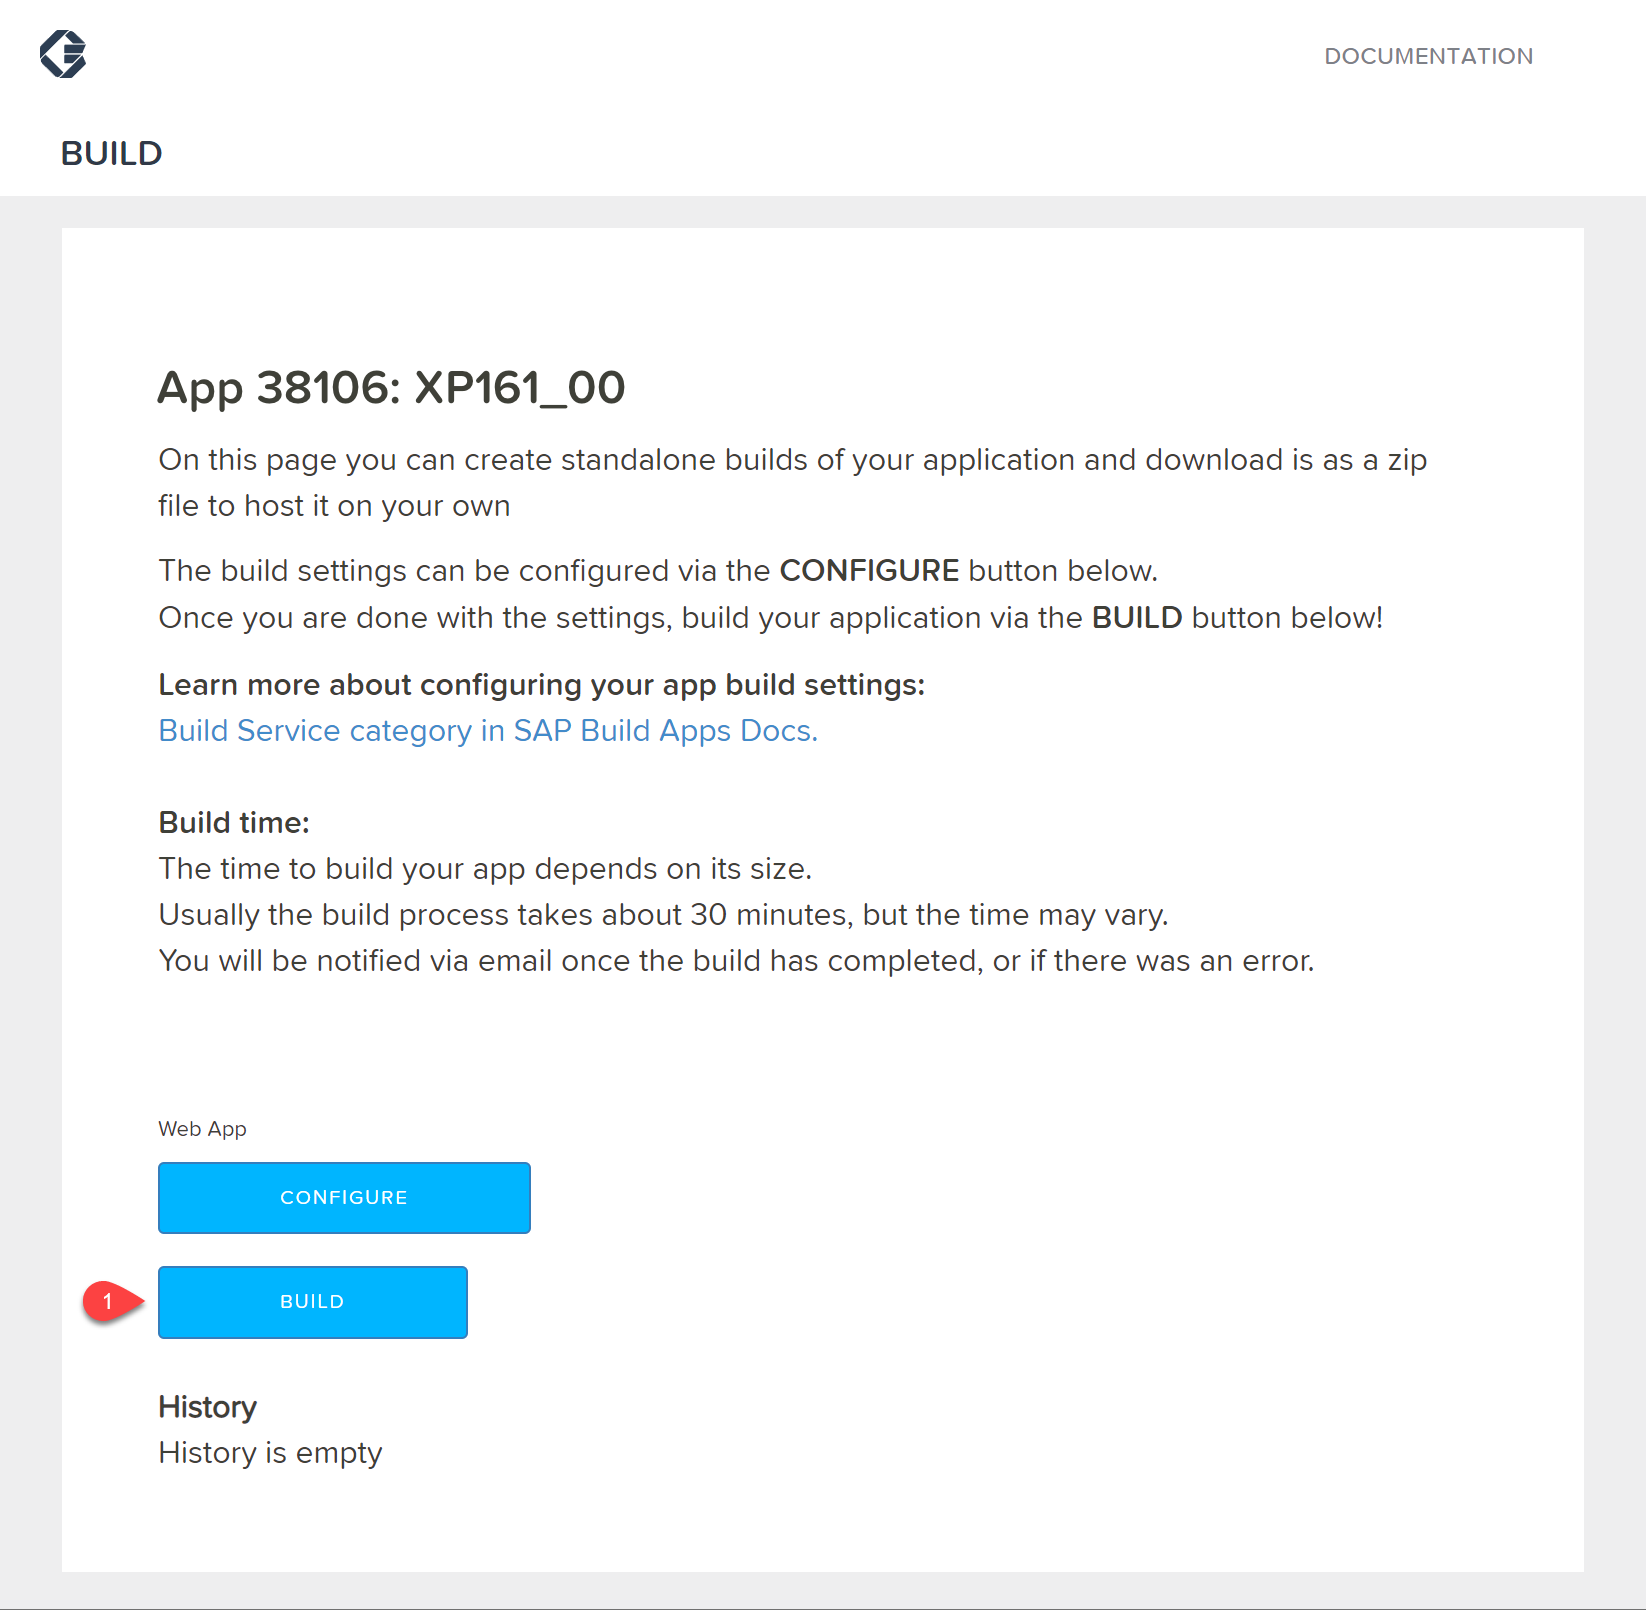 DOCUMENTATION
BUILD
App 38106: XP161_00
On this page you can create standalone builds of your application and download is as a zip
file to host it on your own
The build settings can be configured via the CONFIGURE button below.
Once you are done with the settings, build your application via the BUILD button below!
Learn more about configuring your app build settings:
Build Service category in SAP Build Apps Docs.
Build time:
The time to build your app depends on its size.
Usually the build process takes about 30 minutes, but the time may vary.
You will be notified via email once the build has completed, or if there was an error.
Web App
CONFIGURE
1
BUILD
History
History is empty